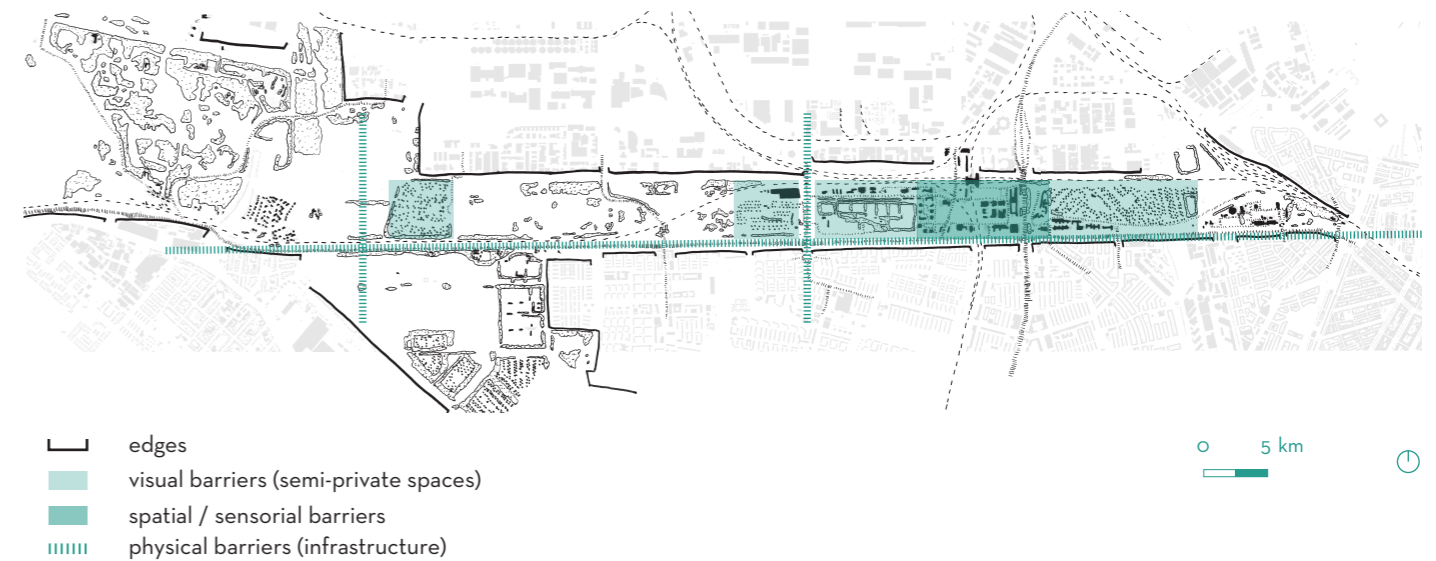 edges
visual barriers (semi-private spaces)
spatial / sensorial barriers
physical barriers (infrastructure)
0 5 km